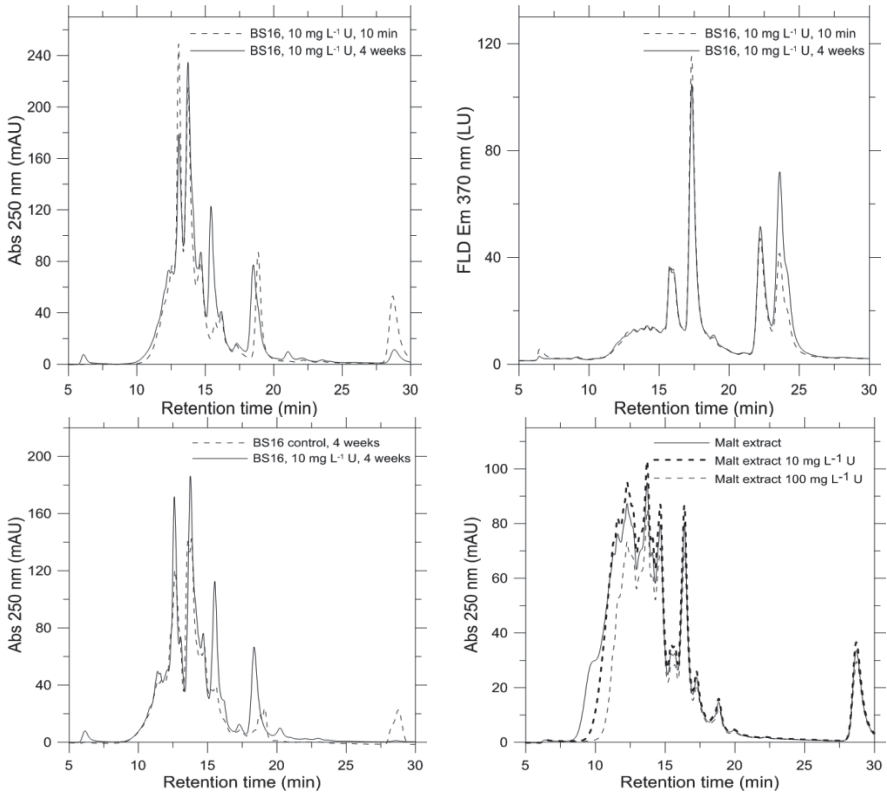 BS16, 10 mg L⁻¹ U, 10 min
BS16, 10 mg L⁻¹ U, 4 weeks
240
200
160
120
80
40
0
Abs 250 nm (mAU)
5 10 15 20 25 30
Retention time (min)
BS16, 10 mg L⁻¹ U, 10 min
BS16, 10 mg L⁻¹ U, 4 weeks
120
80
40
0
FLD Em 370 nm (LU)
5 10 15 20 25 30
Retention time (min)
BS16 control, 4 weeks
BS16, 10 mg L⁻¹ U, 4 weeks
200
160
120
80
40
0
Abs 250 nm (mAU)
5 10 15 20 25 30
Retention time (min)
Malt extract
Malt extract 10 mg L⁻¹ U
Malt extract 100 mg L⁻¹ U
100
80
60
40
20
0
Abs 250 nm (mAU)
5 10 15 20 25 30
Retention time (min)